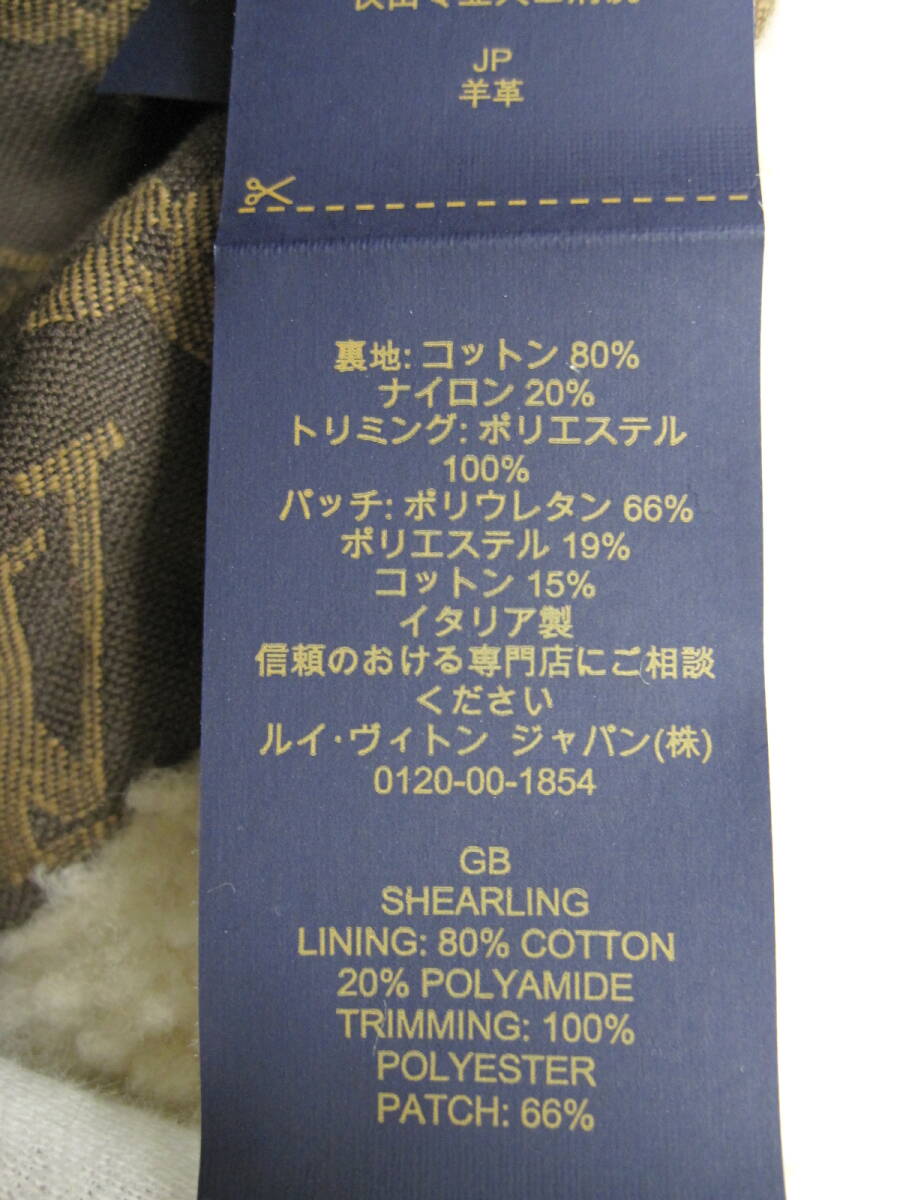 JP
羊革
裏地: コットン 80%
ナイロン 20%
トリミング: ポリエステル
100%
パッチ: ポリウレタン 66%
ポリエステル 19%
コットン 15%
イタリア製
信頼のおける専門店にご相談
ください
ルイ・ヴィトン ジャパン(株)
0120-00-1854
GB
SHEARLING
LINING: 80% COTTON
20% POLYAMIDE
TRIMMING: 100%
POLYESTER
PATCH: 66%